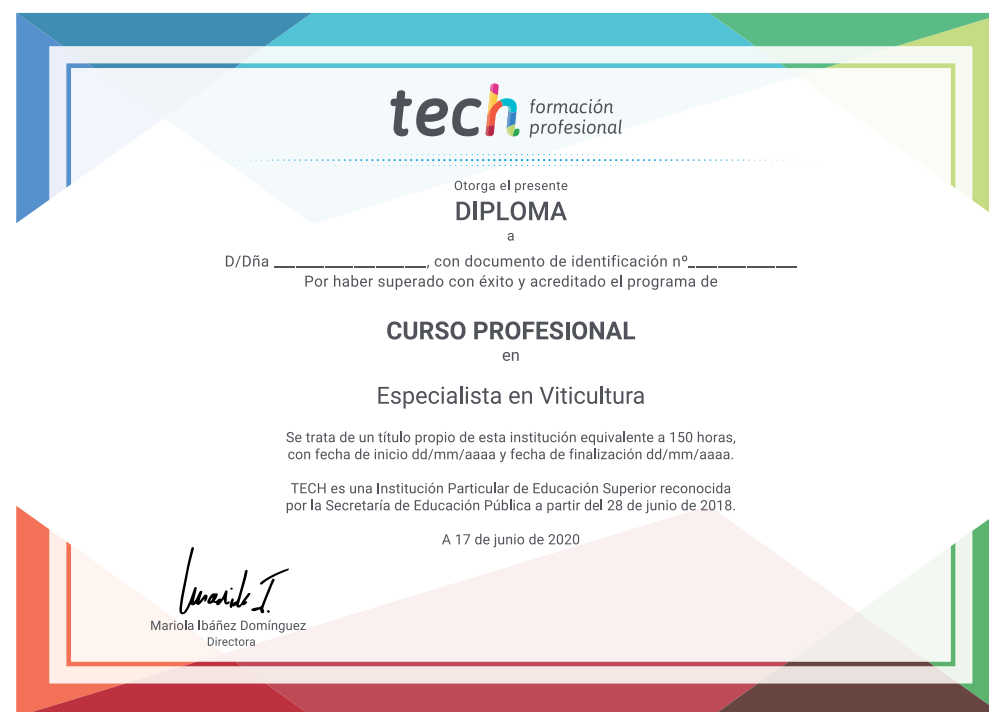 tech formación
profesional
Otorga el presente
DIPLOMA
a
D/Dña ____________________, con documento de identificación nº______________
Por haber superado con éxito y acreditado el programa de
CURSO PROFESIONAL
en
Especialista en Viticultura
Se trata de un título propio de esta institución equivalente a 150 horas,
con fecha de inicio dd/mm/aaaa y fecha de finalización dd/mm/aaaa.
TECH es una Institución Particular de Educación Superior reconocida
por la Secretaría de Educación Pública a partir del 28 de junio de 2018.
A 17 de junio de 2020
Mariola Ibáñez Domínguez
Directora